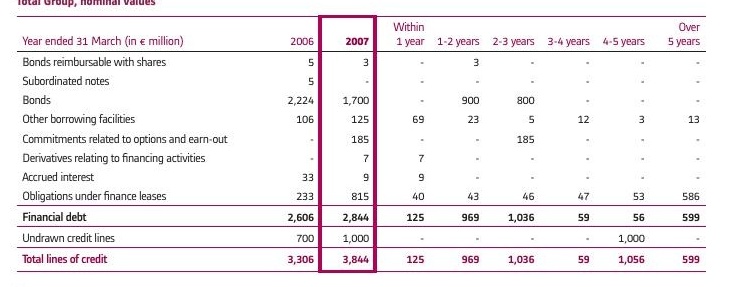 Total Group, nominal values
Within Over
Year ended 31 March (in € million) 2006 2007 1 year 1-2 years 2-3 years 3-4 years 4-5 years 5 years
Bonds reimbursable with shares 5 3 - 3 - - - -
Subordinated notes 5 - - - - - - -
Bonds 2,224 1,700 - 900 800 - - -
Other borrowing facilities 106 125 69 23 5 12 3 13
Commitments related to options and earn-out - 185 - - 185 - - -
Derivatives relating to financing activities - 7 7 - - - - -
Accrued interest 33 9 9 - - - - -
Obligations under finance leases 233 815 40 43 46 47 53 586
Financial debt 2,606 2,844 125 969 1,036 59 56 599
Undrawn credit lines 700 1,000 - - - - 1,000 -
Total lines of credit 3,306 3,844 125 969 1,036 59 1,056 599